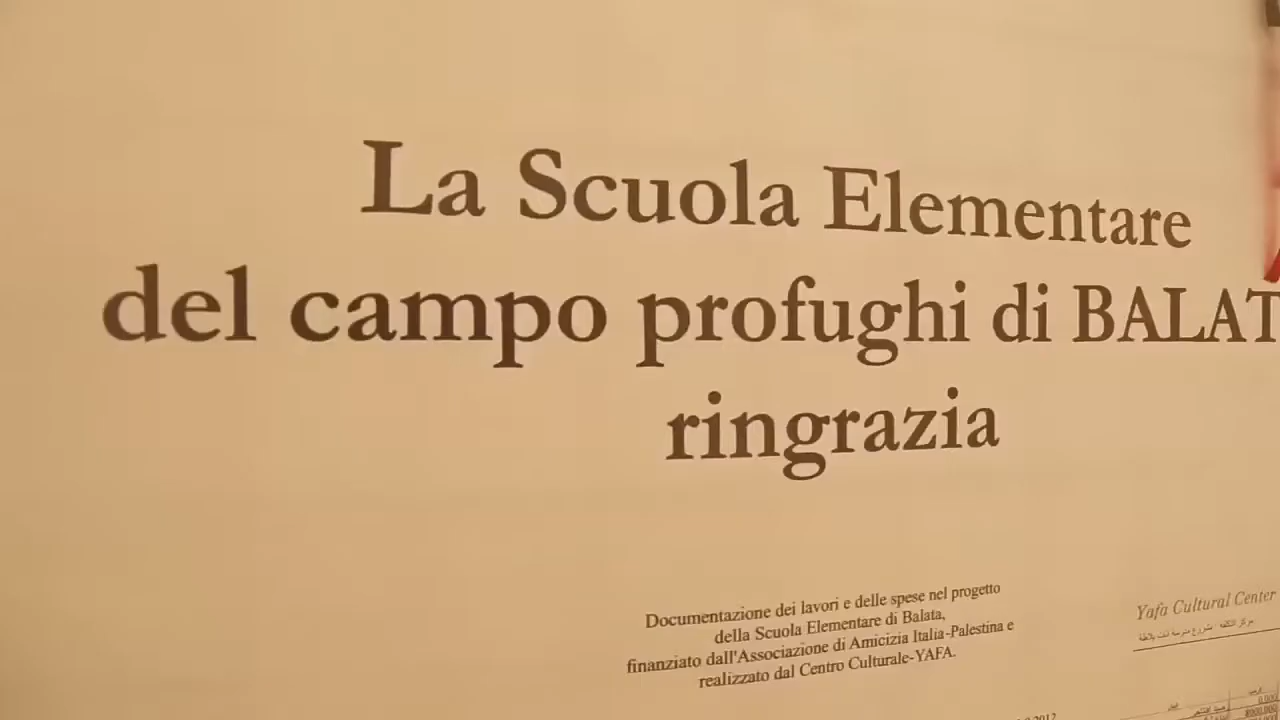 La Scuola Elementare
del campo profughi di BALAT
ringrazia
Documentazione dei lavori e delle spese nel progetto
della Scuola Elementare di Balata,
finanziato dall'Associazione di Amicizia Italia-Palestina e
realizzato dal Centro Culturale-YAFA.
Yafa Cultural Center
2012